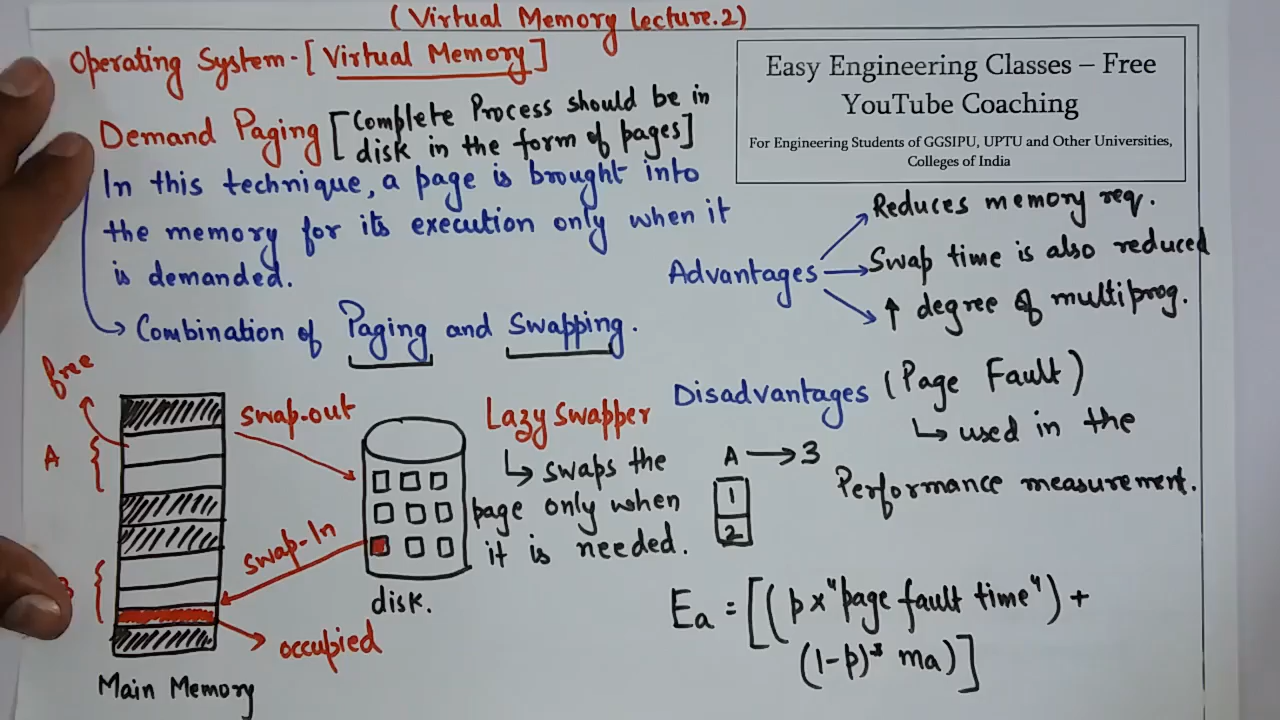 (Virtual Memory lecture.2)
Operating System - [Virtual Memory]
Easy Engineering Classes – Free
YouTube Coaching
For Engineering Students of GGSIPU, UPTU and Other Universities,
Colleges of India
Demand Paging [Complete Process should be in
disk in the form of pages]
In this technique, a page is brought into
the memory for its execution only when it
is demanded.
→ Combination of Paging and Swapping.
Advantages
→ Reduces memory req.
→ Swap time is also reduced
→ ↑ degree of multiprog.
Disadvantages (Page Fault)
↳ used in the
Performance measurement.
free
A
B
swap-out
swap-In
occupied
Main Memory
disk.
Lazy swapper
↳ swaps the
page only when
it is needed.
A → 3
1
2
Ea = [(p x "page fault time") +
(1-p) * ma)]